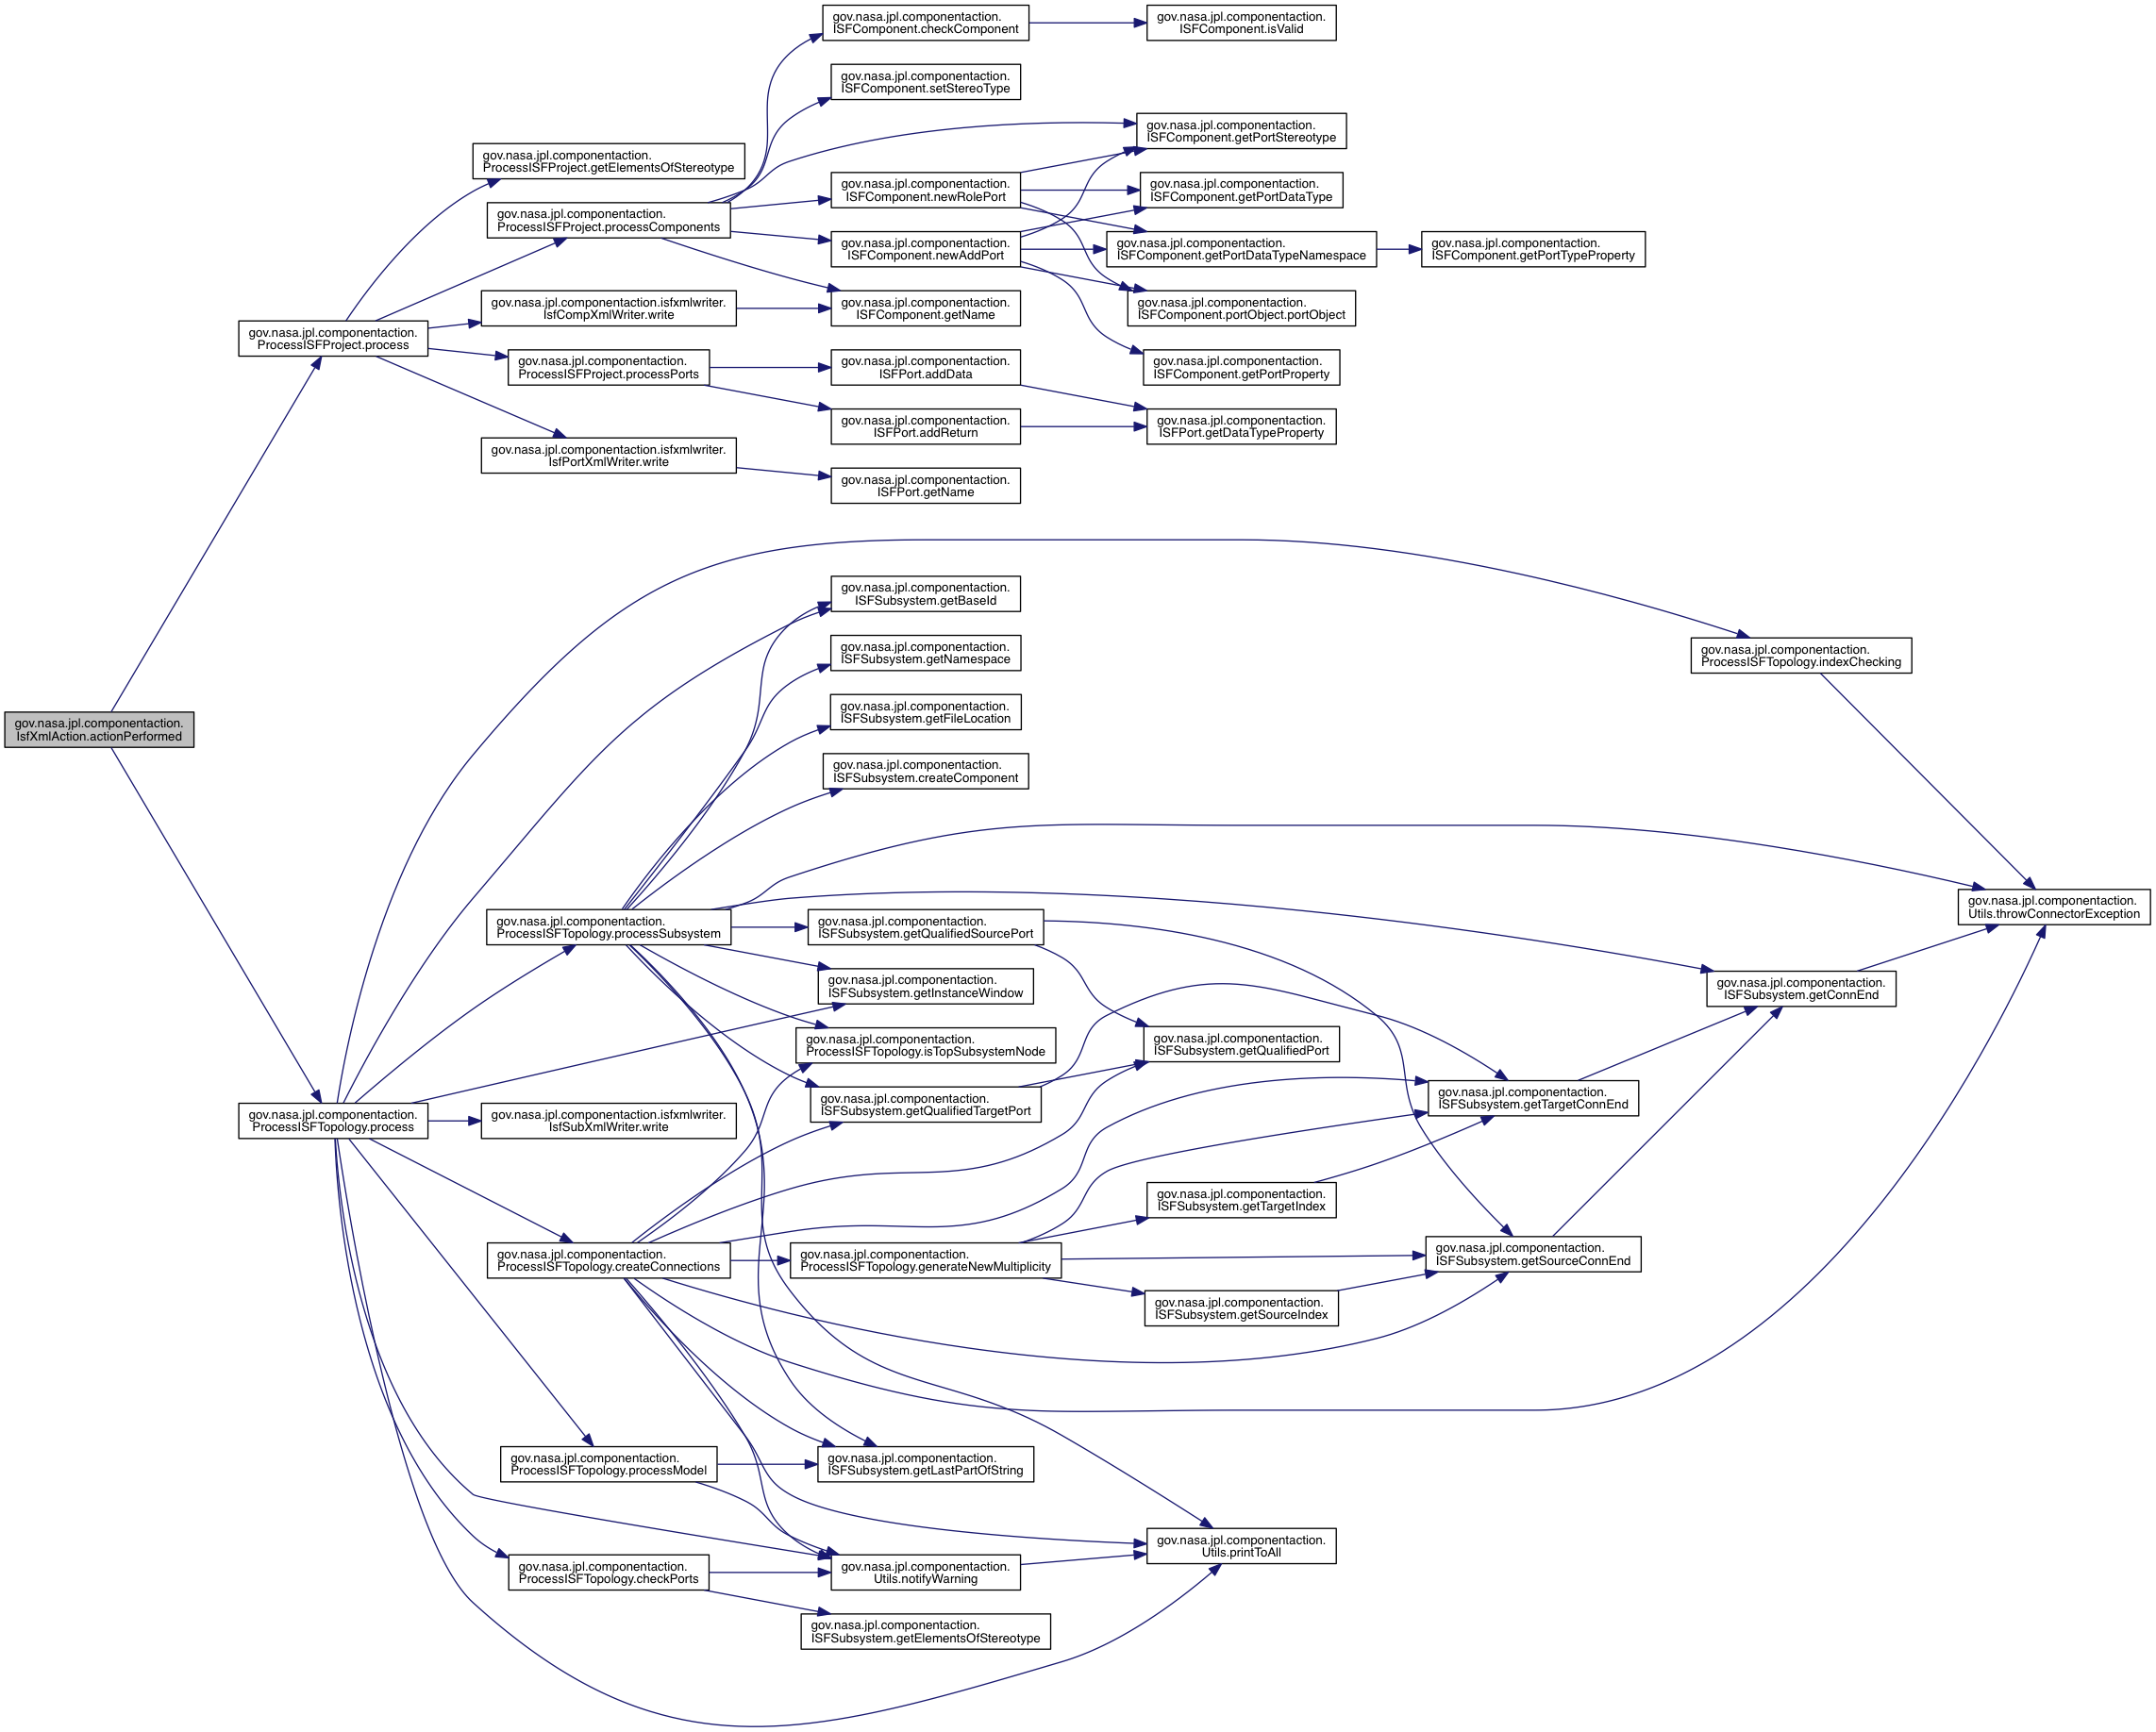 gov.nasa.jpl.componentaction.
ISFComponent.checkComponent
gov.nasa.jpl.componentaction.
ISFComponent.isValid
gov.nasa.jpl.componentaction.
ISFComponent.setStereoType
gov.nasa.jpl.componentaction.
ISFComponent.getPortStereotype
gov.nasa.jpl.componentaction.
ProcessISFProject.getElementsOfStereotype
gov.nasa.jpl.componentaction.
ISFComponent.newRolePort
gov.nasa.jpl.componentaction.
ISFComponent.getPortDataType
gov.nasa.jpl.componentaction.
ProcessISFProject.processComponents
gov.nasa.jpl.componentaction.
ISFComponent.newAddPort
gov.nasa.jpl.componentaction.
ISFComponent.getPortDataTypeNamespace
gov.nasa.jpl.componentaction.
ISFComponent.getPortTypeProperty
gov.nasa.jpl.componentaction.isfxmlwriter.
IsfCompXmlWriter.write
gov.nasa.jpl.componentaction.
ISFComponent.getName
gov.nasa.jpl.componentaction.
ISFComponent.portObject.portObject
gov.nasa.jpl.componentaction.
ProcessISFProject.process
gov.nasa.jpl.componentaction.
ProcessISFProject.processPorts
gov.nasa.jpl.componentaction.
ISFPort.addData
gov.nasa.jpl.componentaction.
ISFComponent.getPortProperty
gov.nasa.jpl.componentaction.
ISFPort.addReturn
gov.nasa.jpl.componentaction.
ISFPort.getDataTypeProperty
gov.nasa.jpl.componentaction.isfxmlwriter.
IsfPortXmlWriter.write
gov.nasa.jpl.componentaction.
ISFPort.getName
gov.nasa.jpl.componentaction.
ISFSubsystem.getBaseId
gov.nasa.jpl.componentaction.
ISFSubsystem.getNamespace
gov.nasa.jpl.componentaction.
ProcessISFTopology.indexChecking
gov.nasa.jpl.componentaction.
ISFSubsystem.getFileLocation
gov.nasa.jpl.componentaction.
IsfXmlAction.actionPerformed
gov.nasa.jpl.componentaction.
ISFSubsystem.createComponent
gov.nasa.jpl.componentaction.
Utils.throwConnectorException
gov.nasa.jpl.componentaction.
ProcessISFTopology.processSubsystem
gov.nasa.jpl.componentaction.
ISFSubsystem.getQualifiedSourcePort
gov.nasa.jpl.componentaction.
ISFSubsystem.getInstanceWindow
gov.nasa.jpl.componentaction.
ISFSubsystem.getConnEnd
gov.nasa.jpl.componentaction.
ProcessISFTopology.isTopSubsystemNode
gov.nasa.jpl.componentaction.
ISFSubsystem.getQualifiedPort
gov.nasa.jpl.componentaction.
ISFSubsystem.getQualifiedTargetPort
gov.nasa.jpl.componentaction.
ISFSubsystem.getTargetConnEnd
gov.nasa.jpl.componentaction.
ProcessISFTopology.process
gov.nasa.jpl.componentaction.isfxmlwriter.
IsfSubXmlWriter.write
gov.nasa.jpl.componentaction.
ISFSubsystem.getTargetIndex
gov.nasa.jpl.componentaction.
ProcessISFTopology.createConnections
gov.nasa.jpl.componentaction.
ProcessISFTopology.generateNewMultiplicity
gov.nasa.jpl.componentaction.
ISFSubsystem.getSourceConnEnd
gov.nasa.jpl.componentaction.
ISFSubsystem.getSourceIndex
gov.nasa.jpl.componentaction.
ProcessISFTopology.processModel
gov.nasa.jpl.componentaction.
ISFSubsystem.getLastPartOfString
gov.nasa.jpl.componentaction.
Utils.printToAll
gov.nasa.jpl.componentaction.
ProcessISFTopology.checkPorts
gov.nasa.jpl.componentaction.
Utils.notifyWarning
gov.nasa.jpl.componentaction.
ISFSubsystem.getElementsOfStereotype